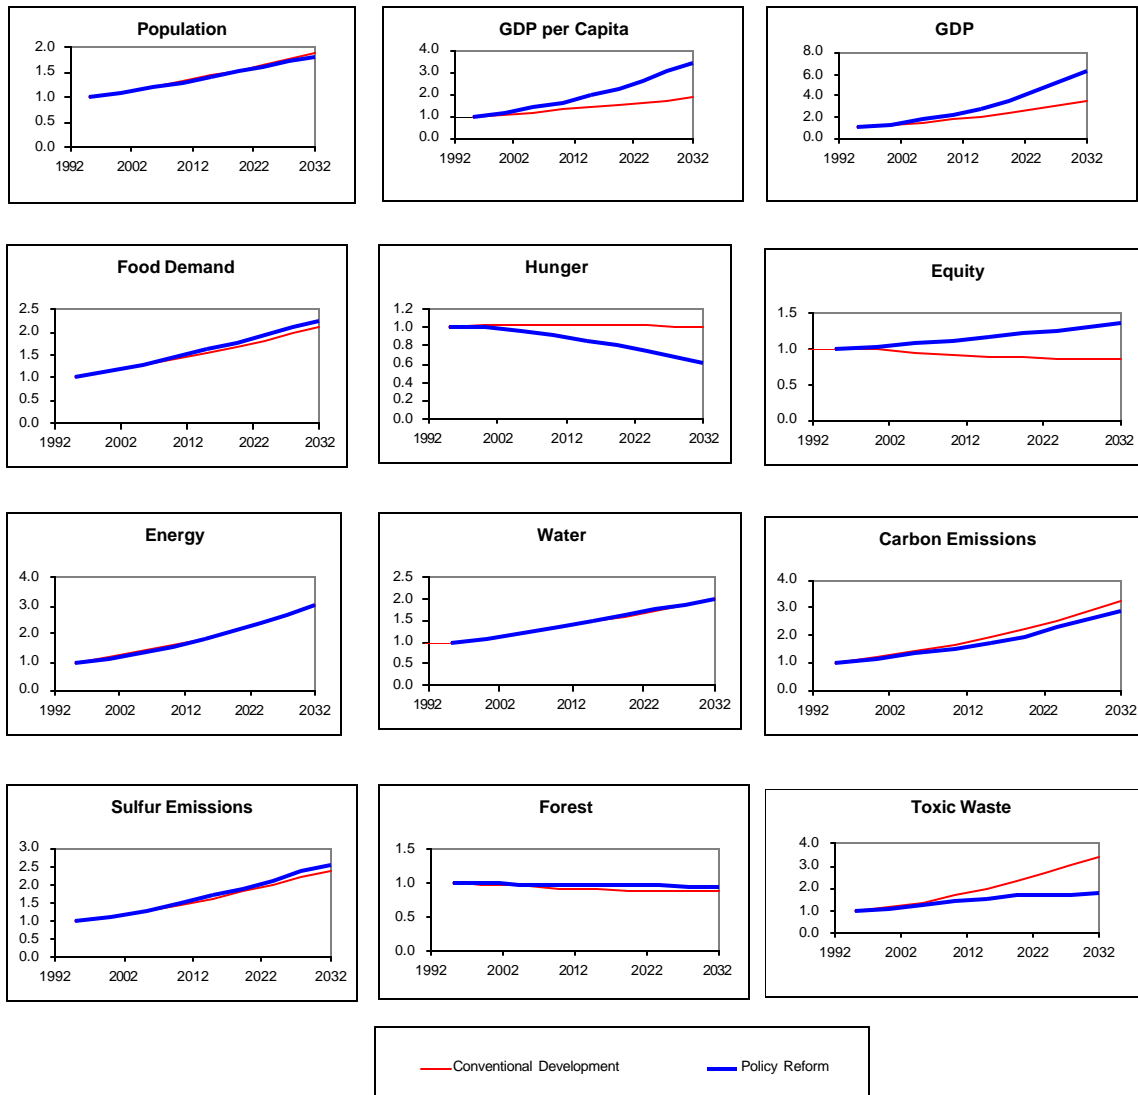 Population
2.0
1.5
1.0
0.5
0.0
1992 2002 2012 2022 2032
GDP per Capita
4.0
3.0
2.0
1.0
0.0
1992 2002 2012 2022 2032
GDP
8.0
6.0
4.0
2.0
0.0
1992 2002 2012 2022 2032
Food Demand
2.5
2.0
1.5
1.0
0.5
0.0
1992 2002 2012 2022 2032
Hunger
1.2
1.0
0.8
0.6
0.4
0.2
0.0
1992 2002 2012 2022 2032
Equity
1.5
1.0
0.5
0.0
1992 2002 2012 2022 2032
Energy
4.0
3.0
2.0
1.0
0.0
1992 2002 2012 2022 2032
Water
2.5
2.0
1.5
1.0
0.5
0.0
1992 2002 2012 2022 2032
Carbon Emissions
4.0
3.0
2.0
1.0
0.0
1992 2002 2012 2022 2032
Sulfur Emissions
3.0
2.5
2.0
1.5
1.0
0.5
0.0
1992 2002 2012 2022 2032
Forest
1.5
1.0
0.5
0.0
1992 2002 2012 2022 2032
Toxic Waste
4.0
3.0
2.0
1.0
0.0
1992 2002 2012 2022 2032
Conventional Development Policy Reform